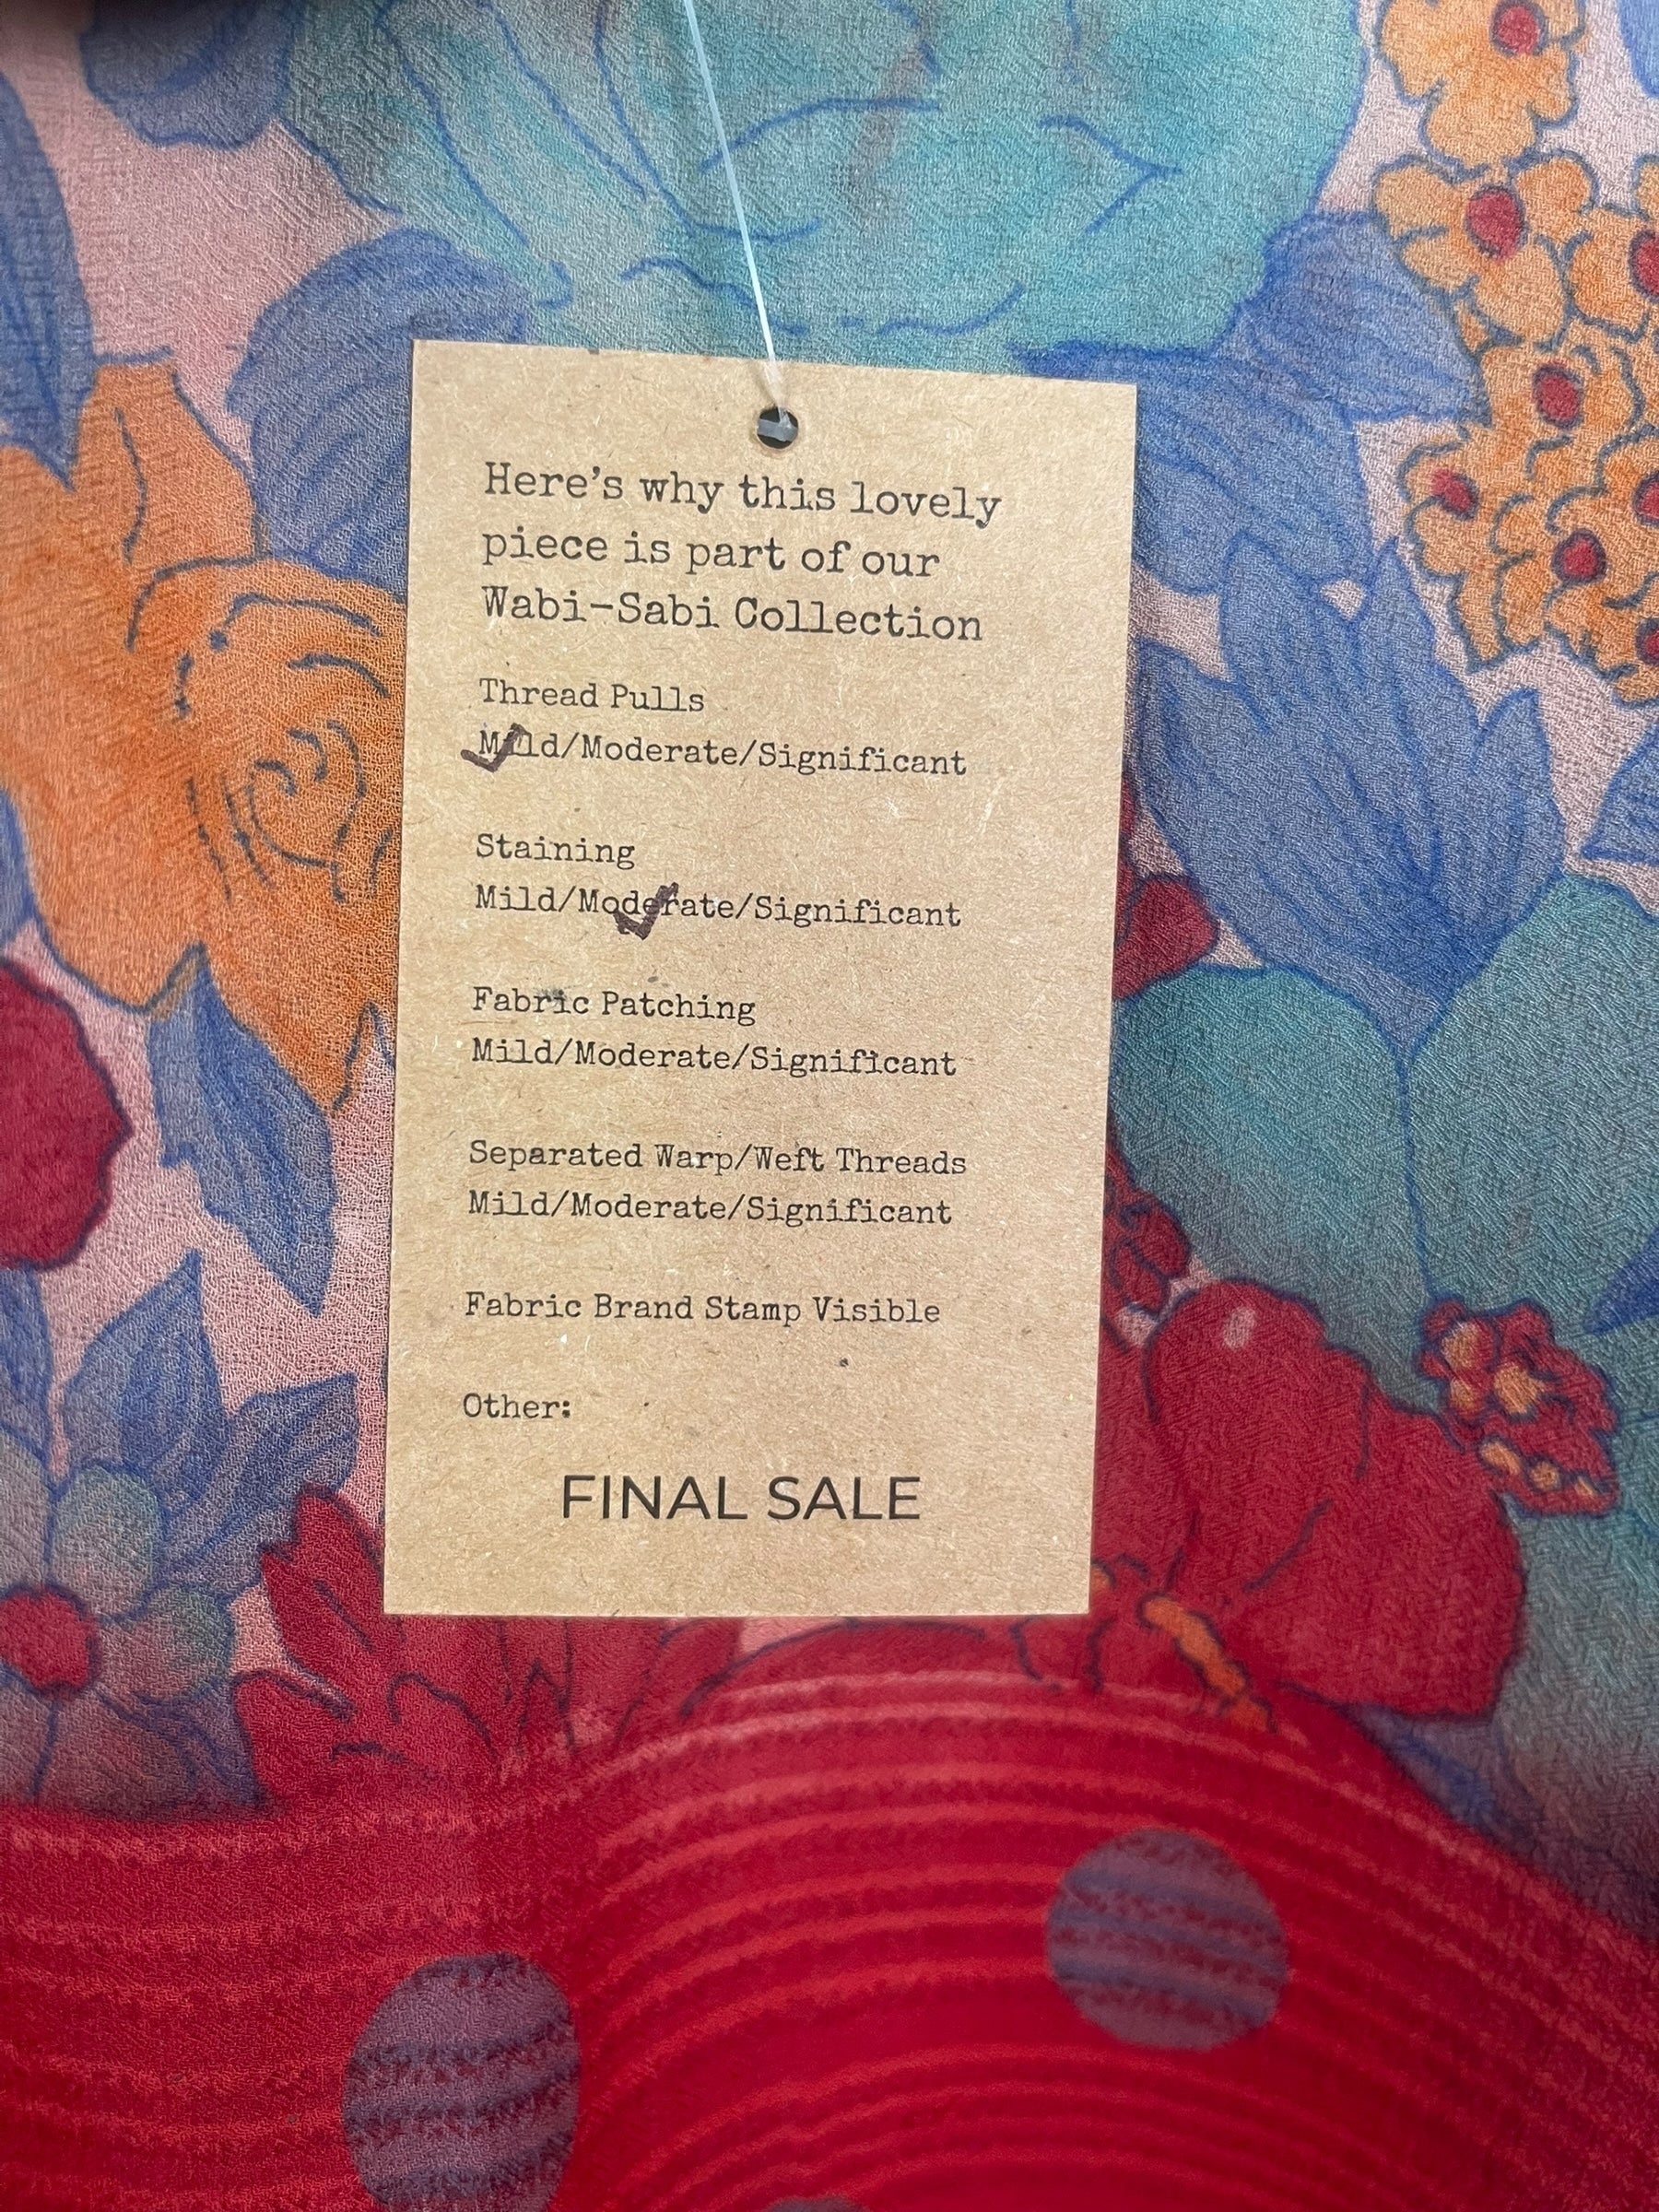 Here's why this lovely
piece is part of our
Wabi-Sabi Collection
Thread Pulls
Mild/Moderate/Significant
Staining
Mild/Moderate/Significant
Fabric Patching
Mild/Moderate/Significant
Separated Warp/Weft Threads
Mild/Moderate/Significant
Fabric Brand Stamp Visible
Other:
FINAL SALE